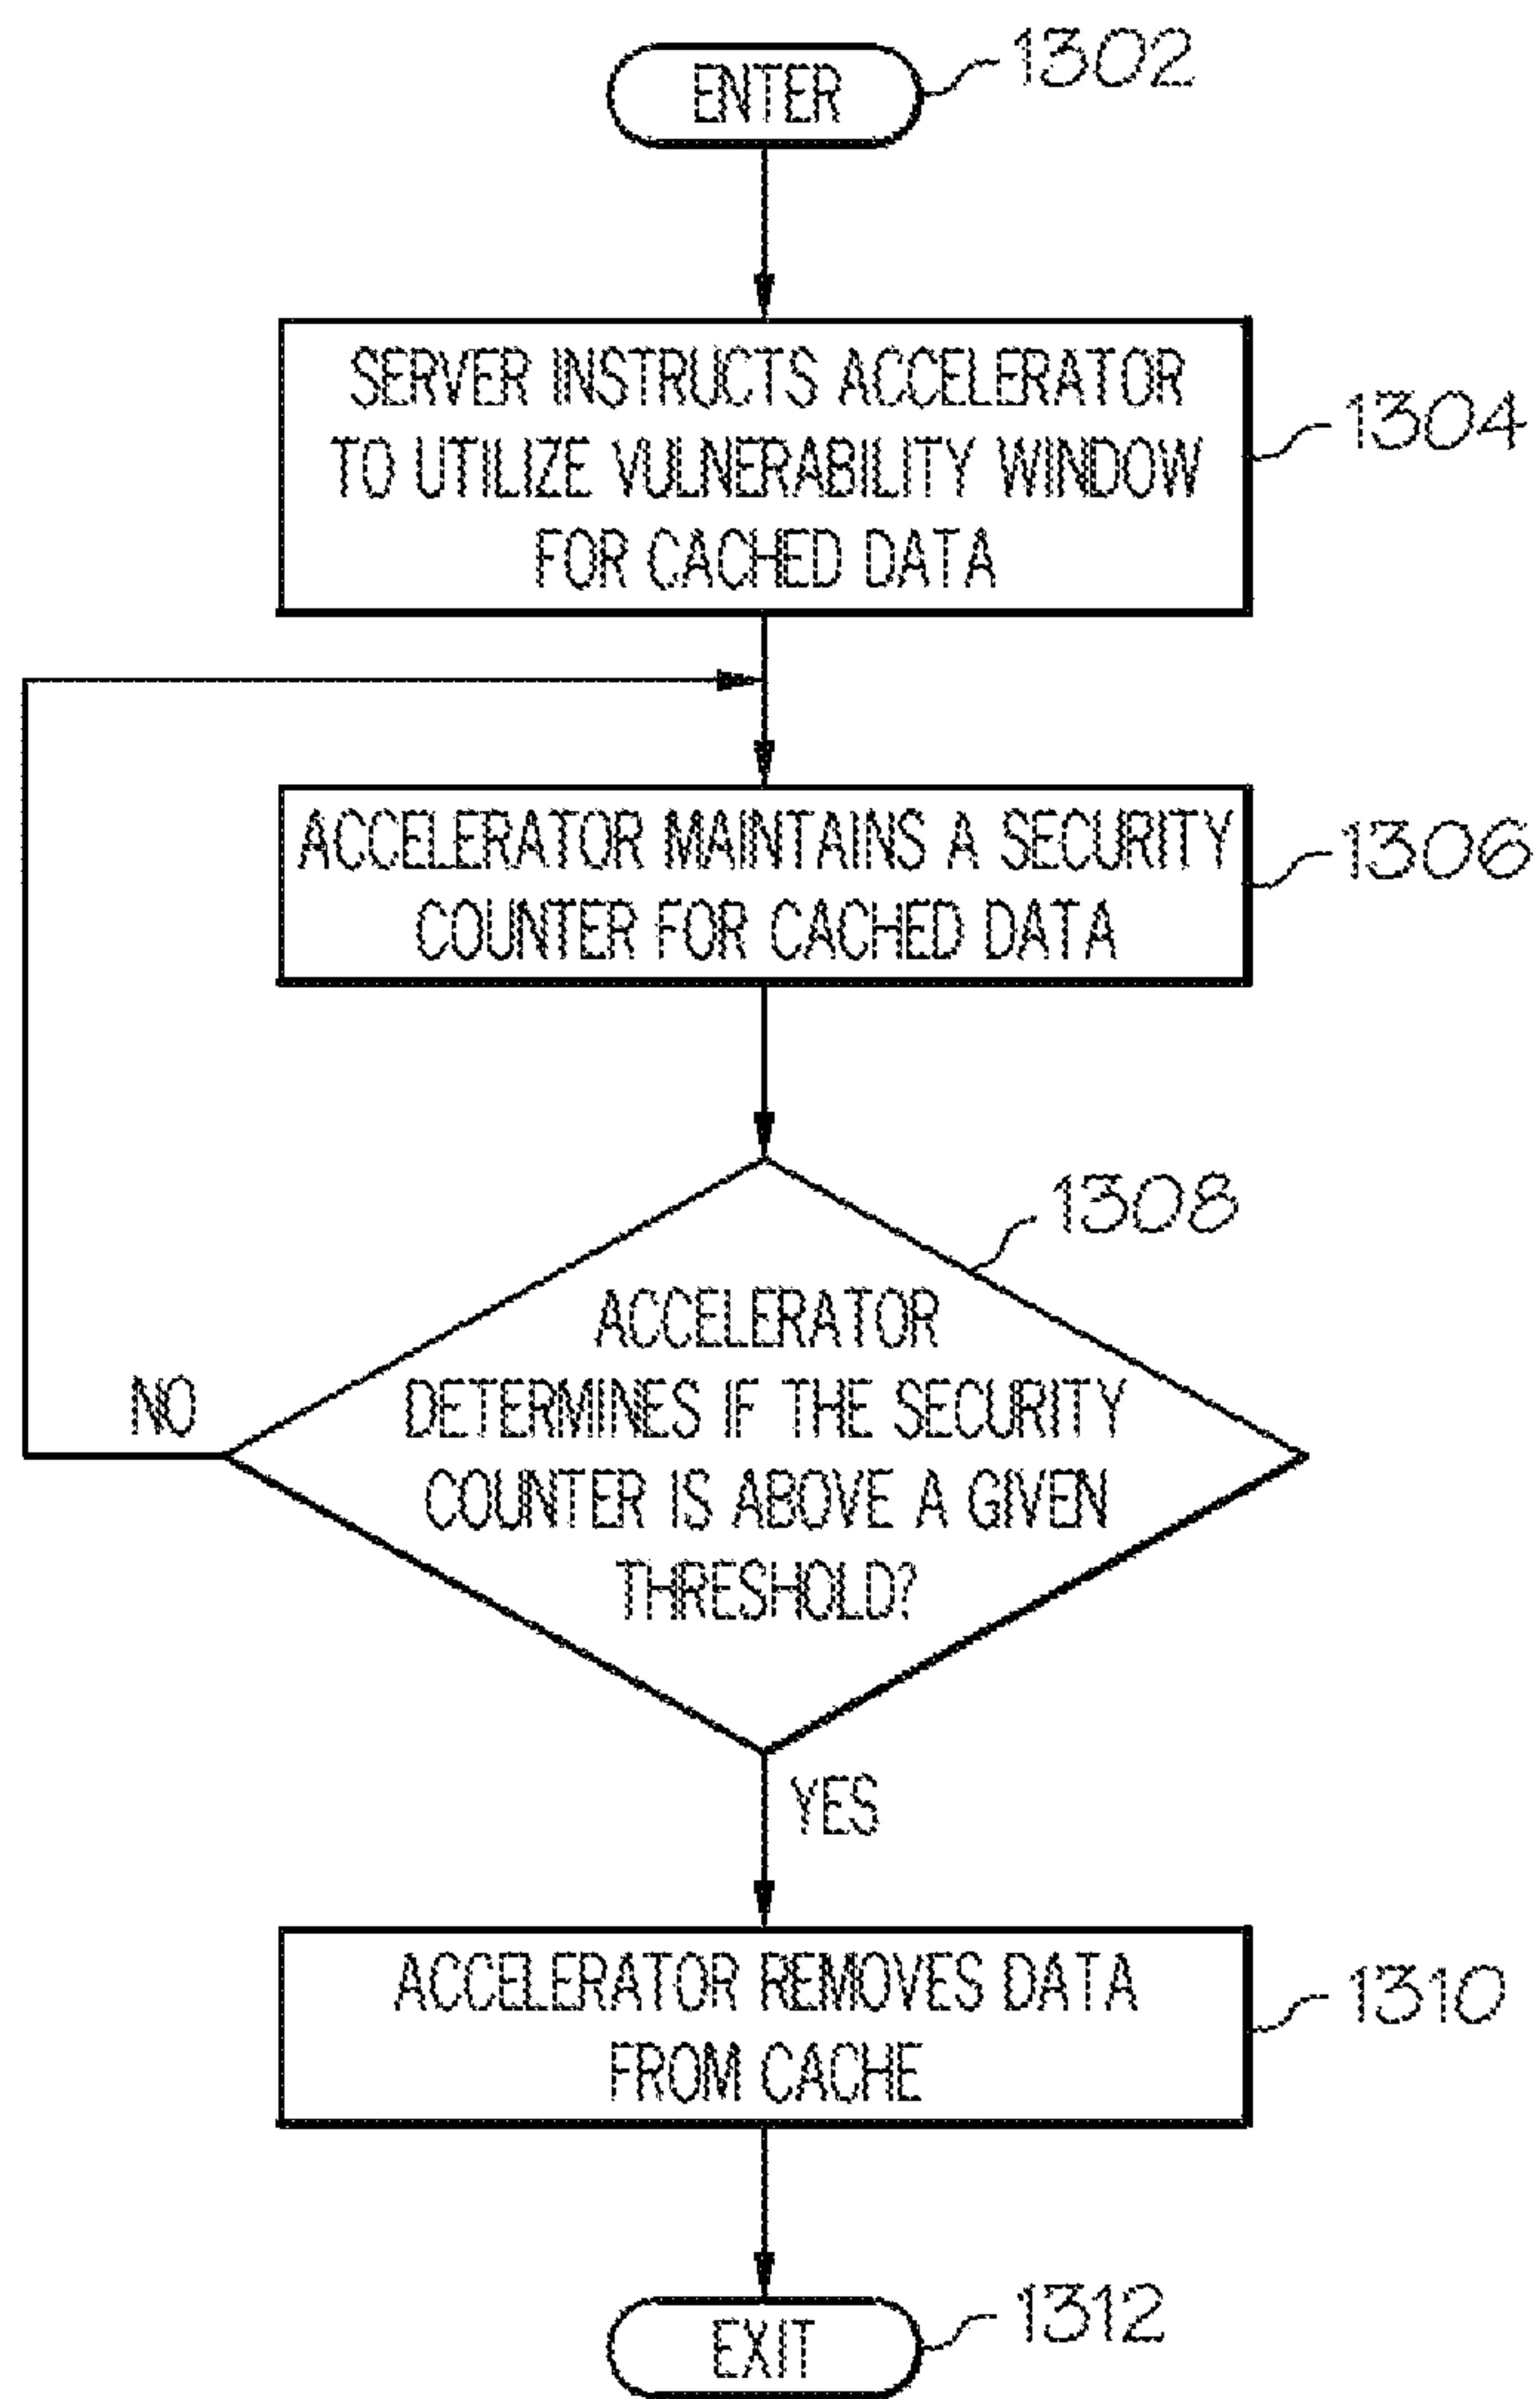 ENTER
1302
SERVER INSTRUCTS ACCELERATOR
TO UTILIZE VULNERABILITY WINDOW
FOR CACHED DATA
1304
ACCELERATOR MAINTAINS A SECURITY
COUNTER FOR CACHED DATA
1306
1308
ACCELERATOR
DETERMINES IF THE SECURITY
COUNTER IS ABOVE A GIVEN
THRESHOLD?
NO
YES
ACCELERATOR REMOVES DATA
FROM CACHE
1310
EXIT
1312